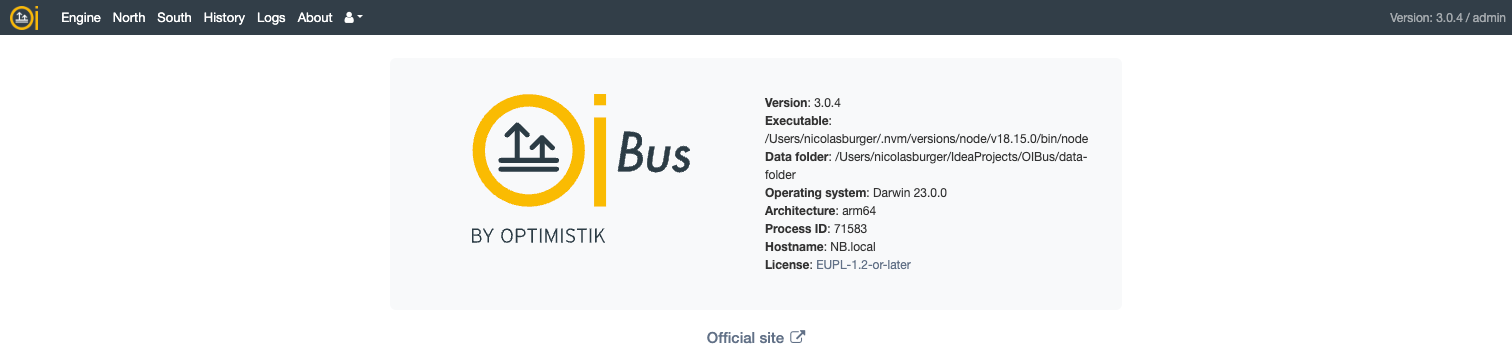 Engine North South History Logs About Version: 3.0.4 / admin
Bus
BY OPTIMISTIK
Version: 3.0.4
Executable:
/Users/nicolasburger/.nvm/versions/node/v18.15.0/bin/node
Data folder: /Users/nicolasburger/IdeaProjects/OIBus/data-
folder
Operating system: Darwin 23.0.0
Architecture: arm64
Process ID: 71583
Hostname: NB.local
License: EUPL-1.2-or-later
Official site